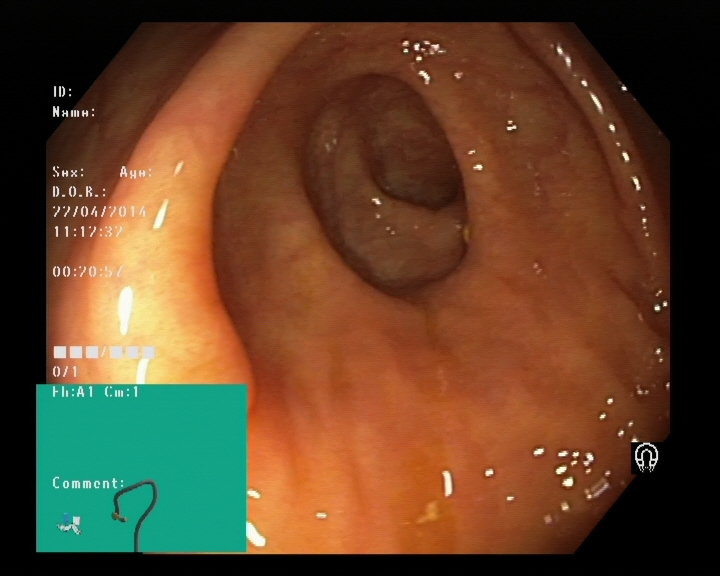 ID:
Name:
Sex: Age:
D.O.B.:
22/04/2014
11:12:32
00:20:57
0/1
Eh:A1 Cm:1
Comment: